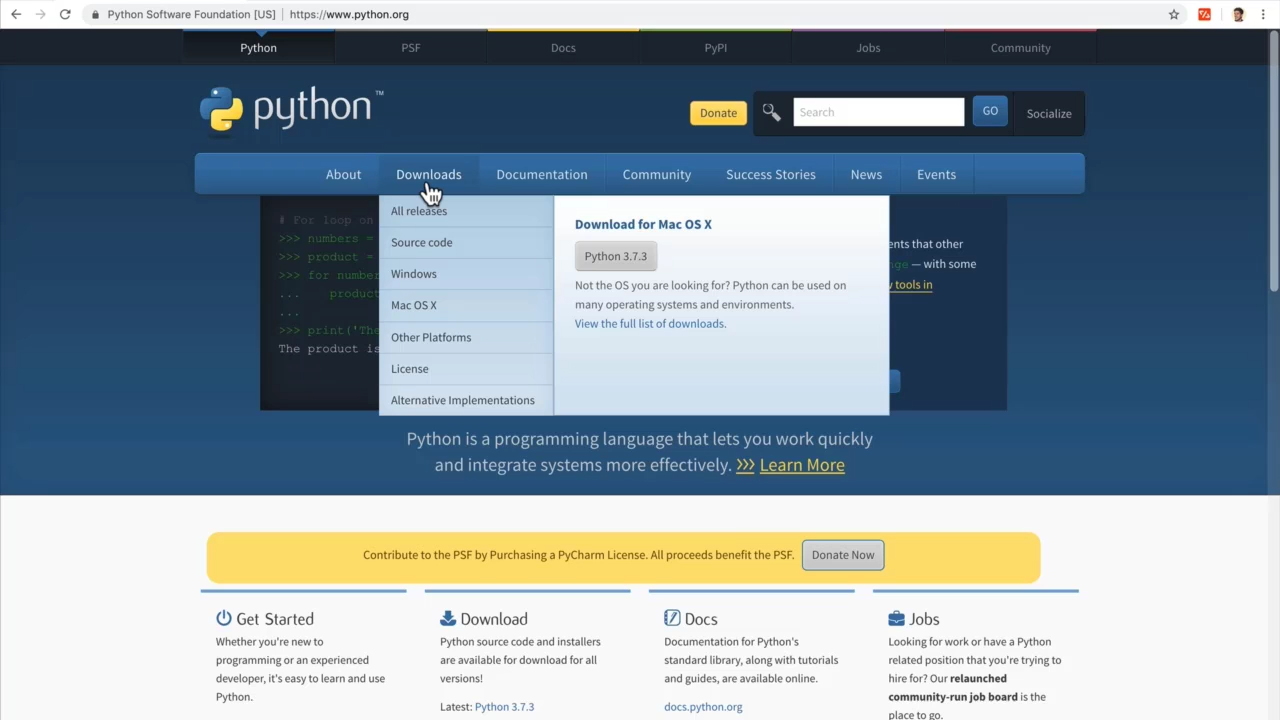 Python Software Foundation [US] https://www.python.org
Python PSF Docs PyPI Jobs Community
python™
Donate Search GO Socialize
About Downloads Documentation Community Success Stories News Events
All releases
Source code
Windows
Mac OS X
Other Platforms
License
Alternative Implementations
Download for Mac OS X
Python 3.7.3
Not the OS you are looking for? Python can be used on
many operating systems and environments.
View the full list of downloads.
# For loop on
>>> numbers =
>>> product =
>>> for number
... product
...
>>> print('The
The product is
ents that other
nge — with some
tools in
Python is a programming language that lets you work quickly
and integrate systems more effectively. >>> Learn More
Contribute to the PSF by Purchasing a PyCharm License. All proceeds benefit the PSF. Donate Now
Get Started
Whether you're new to
programming or an experienced
developer, it's easy to learn and use
Python.
Download
Python source code and installers
are available for download for all
versions!
Latest: Python 3.7.3
Docs
Documentation for Python's
standard library, along with tutorials
and guides, are available online.
docs.python.org
Jobs
Looking for work or have a Python
related position that you're trying to
hire for? Our relaunched
community-run job board is the
place to go.